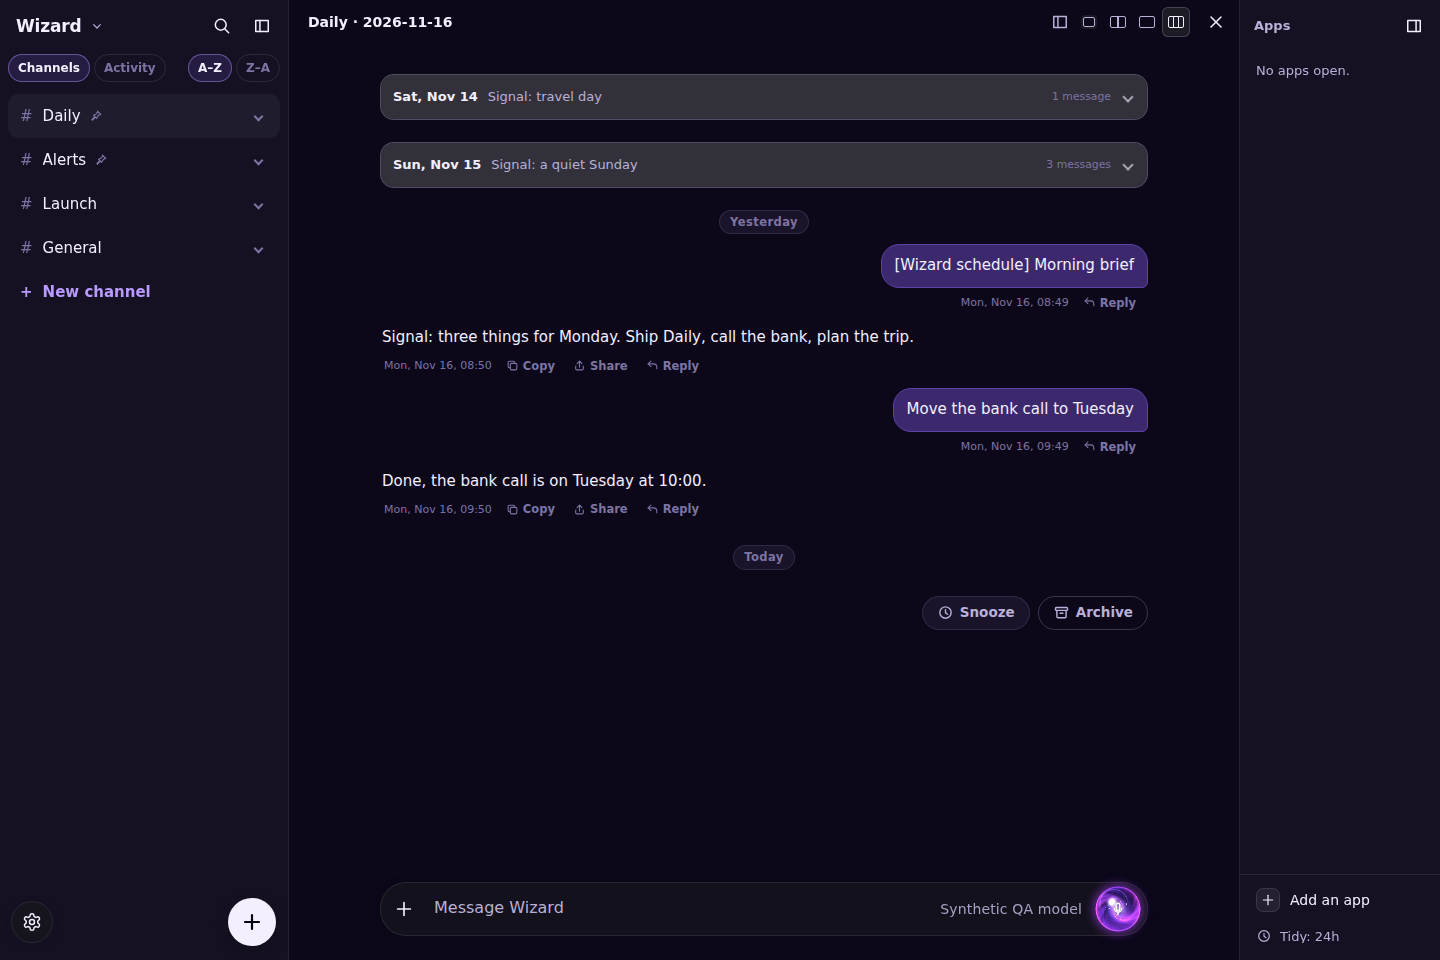 Wizard
Channels
Activity
A–Z
Z–A
# Daily
# Alerts
# Launch
# General
+ New channel
Daily · 2026-11-16
Sat, Nov 14 Signal: travel day 1 message
Sun, Nov 15 Signal: a quiet Sunday 3 messages
Yesterday
[Wizard schedule] Morning brief
Mon, Nov 16, 08:49 Reply
Signal: three things for Monday. Ship Daily, call the bank, plan the trip.
Mon, Nov 16, 08:50 Copy Share Reply
Move the bank call to Tuesday
Mon, Nov 16, 09:49 Reply
Done, the bank call is on Tuesday at 10:00.
Mon, Nov 16, 09:50 Copy Share Reply
Today
Snooze Archive
Message Wizard Synthetic QA model
Apps
No apps open.
Add an app
Tidy: 24h